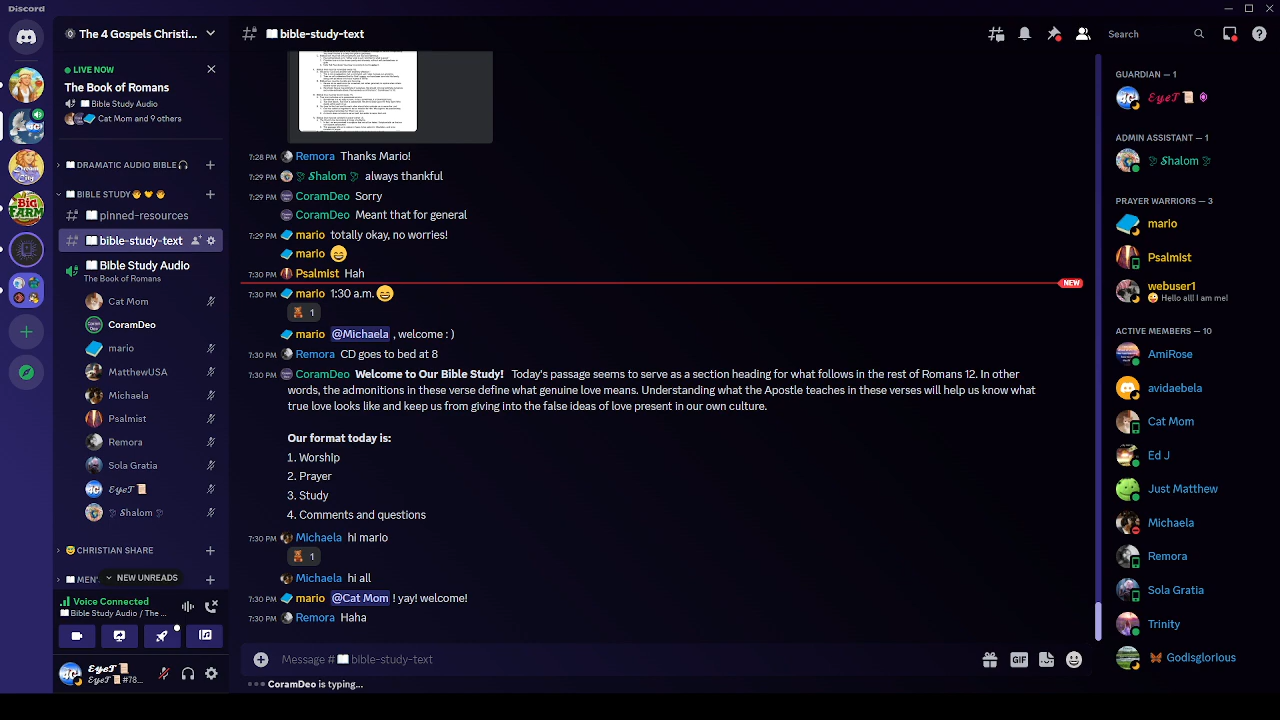 Discord
The 4 Gospels Christi...
LIVE NOW
The Book of Romans
Bible Study Audio
BIG FARM
DRAMATIC AUDIO BIBLE🎧
BIBLE STUDY
pinned-resources
bible-study-text
Bible Study Audio
The Book of Romans
Cat Mom
CoramDeo
mario
MatthewUSA
Michaela
Psalmist
Remora
Sola Gratia
EyeT📜
🕊 Shalom 🕊
CHRISTIAN SHARE
NEW UNREADS
Voice Connected
Bible Study Audio / The ...
EyeT📜
EyeT📜#78...
bible-study-text
7:28 PM Remora Thanks Mario!
7:29 PM 🕊 Shalom 🕊 always thankful
7:29 PM CoramDeo Sorry
CoramDeo Meant that for general
7:29 PM mario totally okay, no worries!
mario 😄
7:30 PM Psalmist Hah
NEW
7:30 PM mario 1:30 a.m.😄
🧸 1
mario @Michaela , welcome : )
7:30 PM Remora CD goes to bed at 8
7:30 PM CoramDeo Welcome to Our Bible Study! Today's passage seems to serve as a section heading for what follows in the rest of Romans 12. In other
words, the admonitions in these verse define what genuine love means. Understanding what the Apostle teaches in these verses will help us know what
true love looks like and keep us from giving into the false ideas of love present in our own culture.
Our format today is:
1. Worship
2. Prayer
3. Study
4. Comments and questions
7:30 PM Michaela hi mario
🧸 1
Michaela hi all
7:30 PM mario @Cat Mom ! yay! welcome!
7:30 PM Remora Haha
Message #📖bible-study-text
GIF
CoramDeo is typing...
Search
GUARDIAN — 1
EyeT📜
ADMIN ASSISTANT — 1
🕊 Shalom 🕊
PRAYER WARRIORS — 3
mario
Psalmist
webuser1
😀 Hello all! I am me!
ACTIVE MEMBERS — 10
AmiRose
avidaebela
Cat Mom
Ed J
Just Matthew
Michaela
Remora
Sola Gratia
Trinity
🦋 Godisglorious